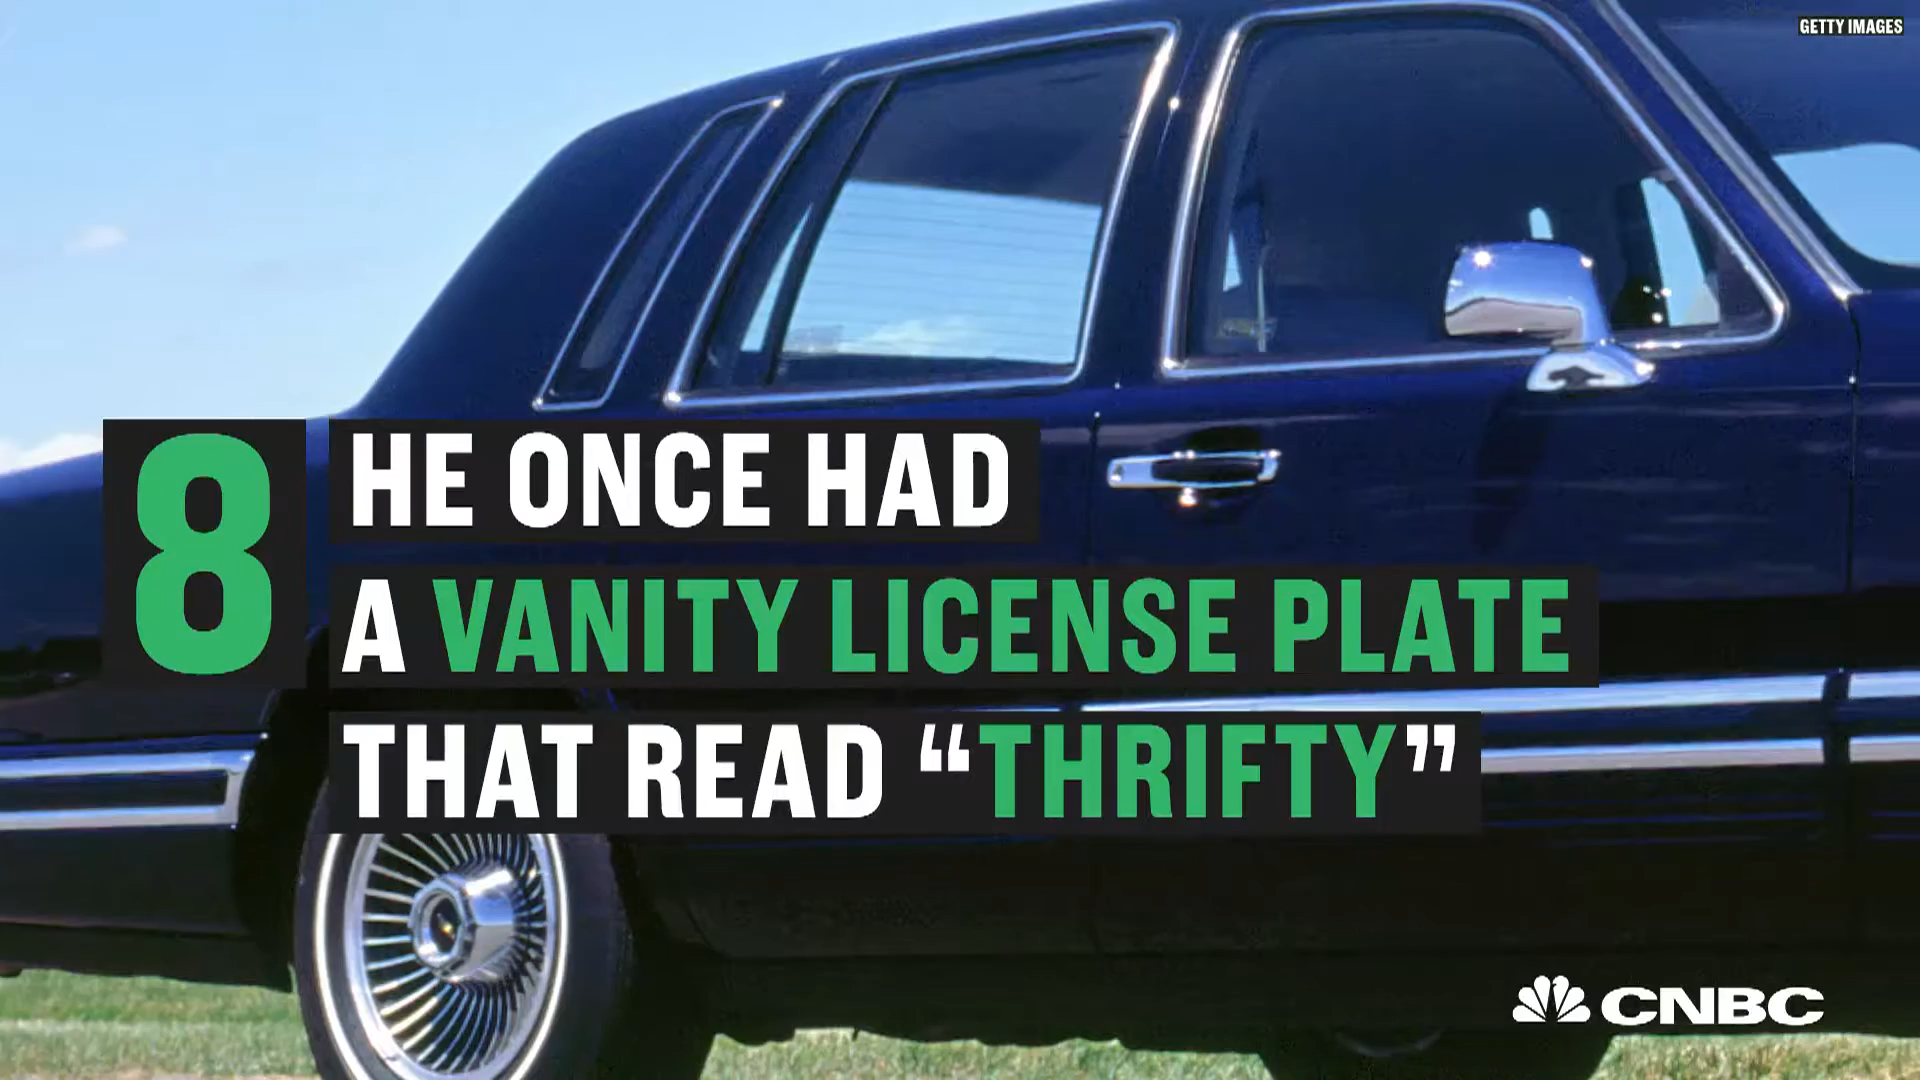 GETTY IMAGES
8
HE ONCE HAD
A VANITY LICENSE PLATE
THAT READ “THRIFTY”
CNBC